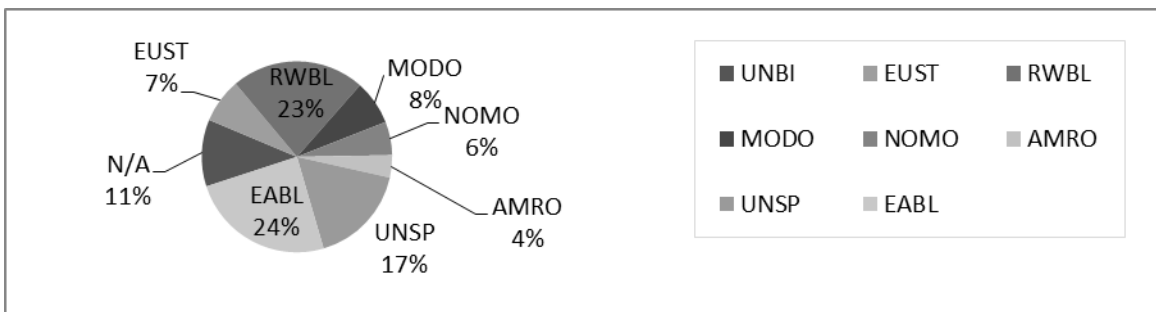 EUST
7%
RWBL
23%
MODO
8%
NOMO
6%
AMRO
4%
UNSP
17%
EABL
24%
N/A
11%
UNBI EUST RWBL
MODO NOMO AMRO
UNSP EABL